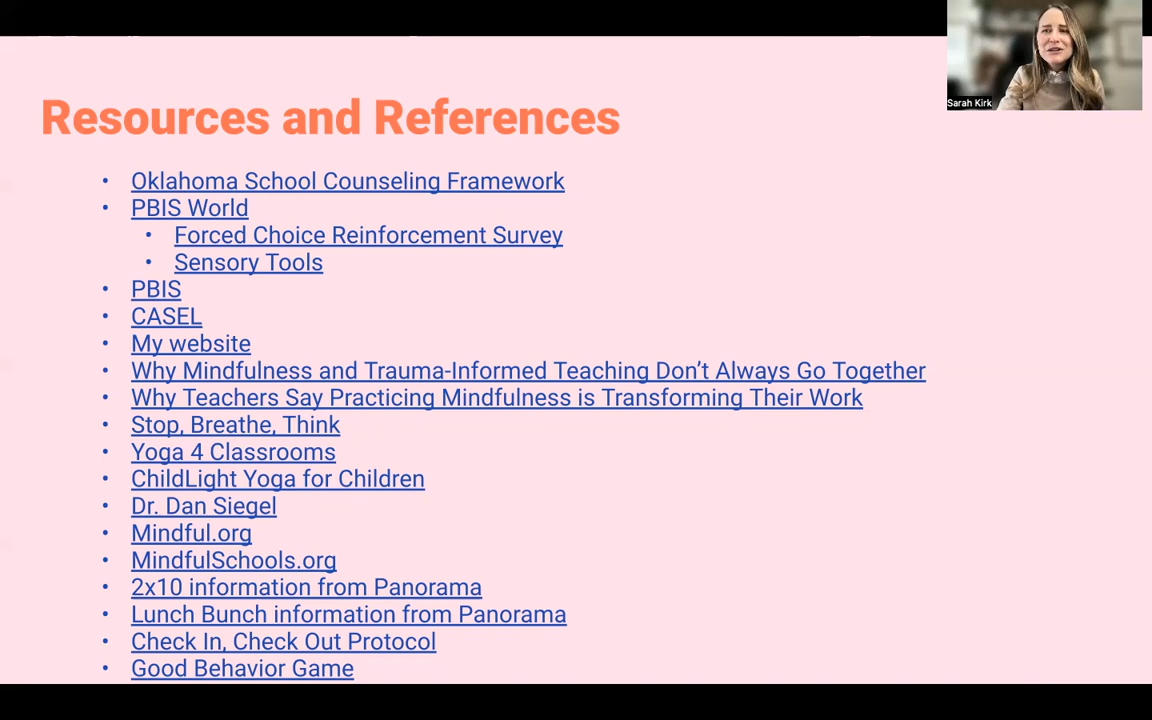 Sarah Kirk
Resources and References
• Oklahoma School Counseling Framework
• PBIS World
• Forced Choice Reinforcement Survey
• Sensory Tools
• PBIS
• CASEL
• My website
• Why Mindfulness and Trauma-Informed Teaching Don’t Always Go Together
• Why Teachers Say Practicing Mindfulness is Transforming Their Work
• Stop, Breathe, Think
• Yoga 4 Classrooms
• ChildLight Yoga for Children
• Dr. Dan Siegel
• Mindful.org
• MindfulSchools.org
• 2x10 information from Panorama
• Lunch Bunch information from Panorama
• Check In, Check Out Protocol
• Good Behavior Game